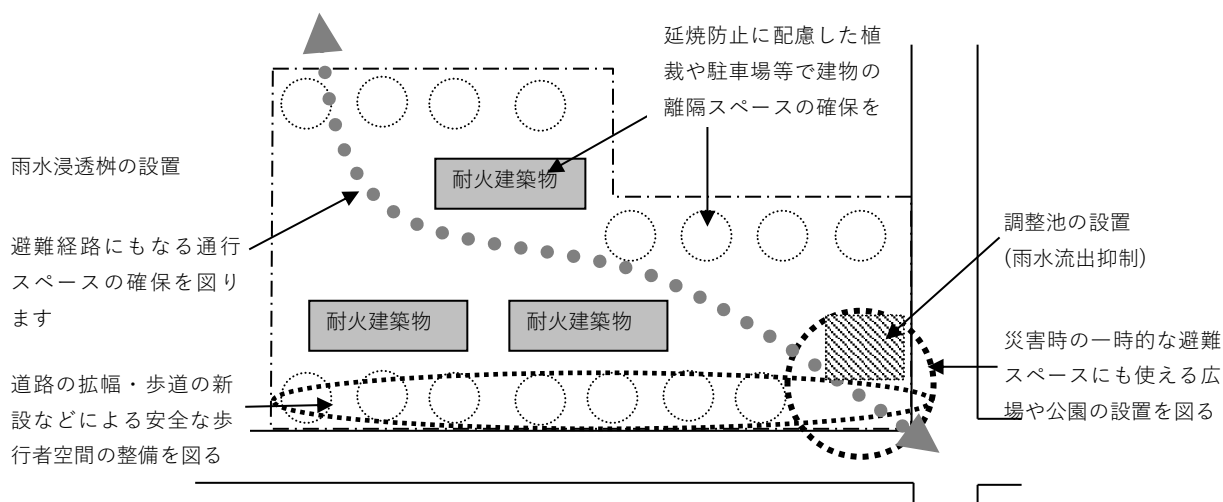 延焼防止に配慮した植
裁や駐車場等で建物の
離隔スペースの確保を
雨水浸透桝の設置
耐火建築物
避難経路にもなる通行
スペースの確保を図り
ます
調整池の設置
(雨水流出抑制)
耐火建築物
耐火建築物
災害時の一時的な避難
スペースにも使える広
場や公園の設置を図る
道路の拡幅・歩道の新
設などによる安全な歩
行者空間の整備を図る